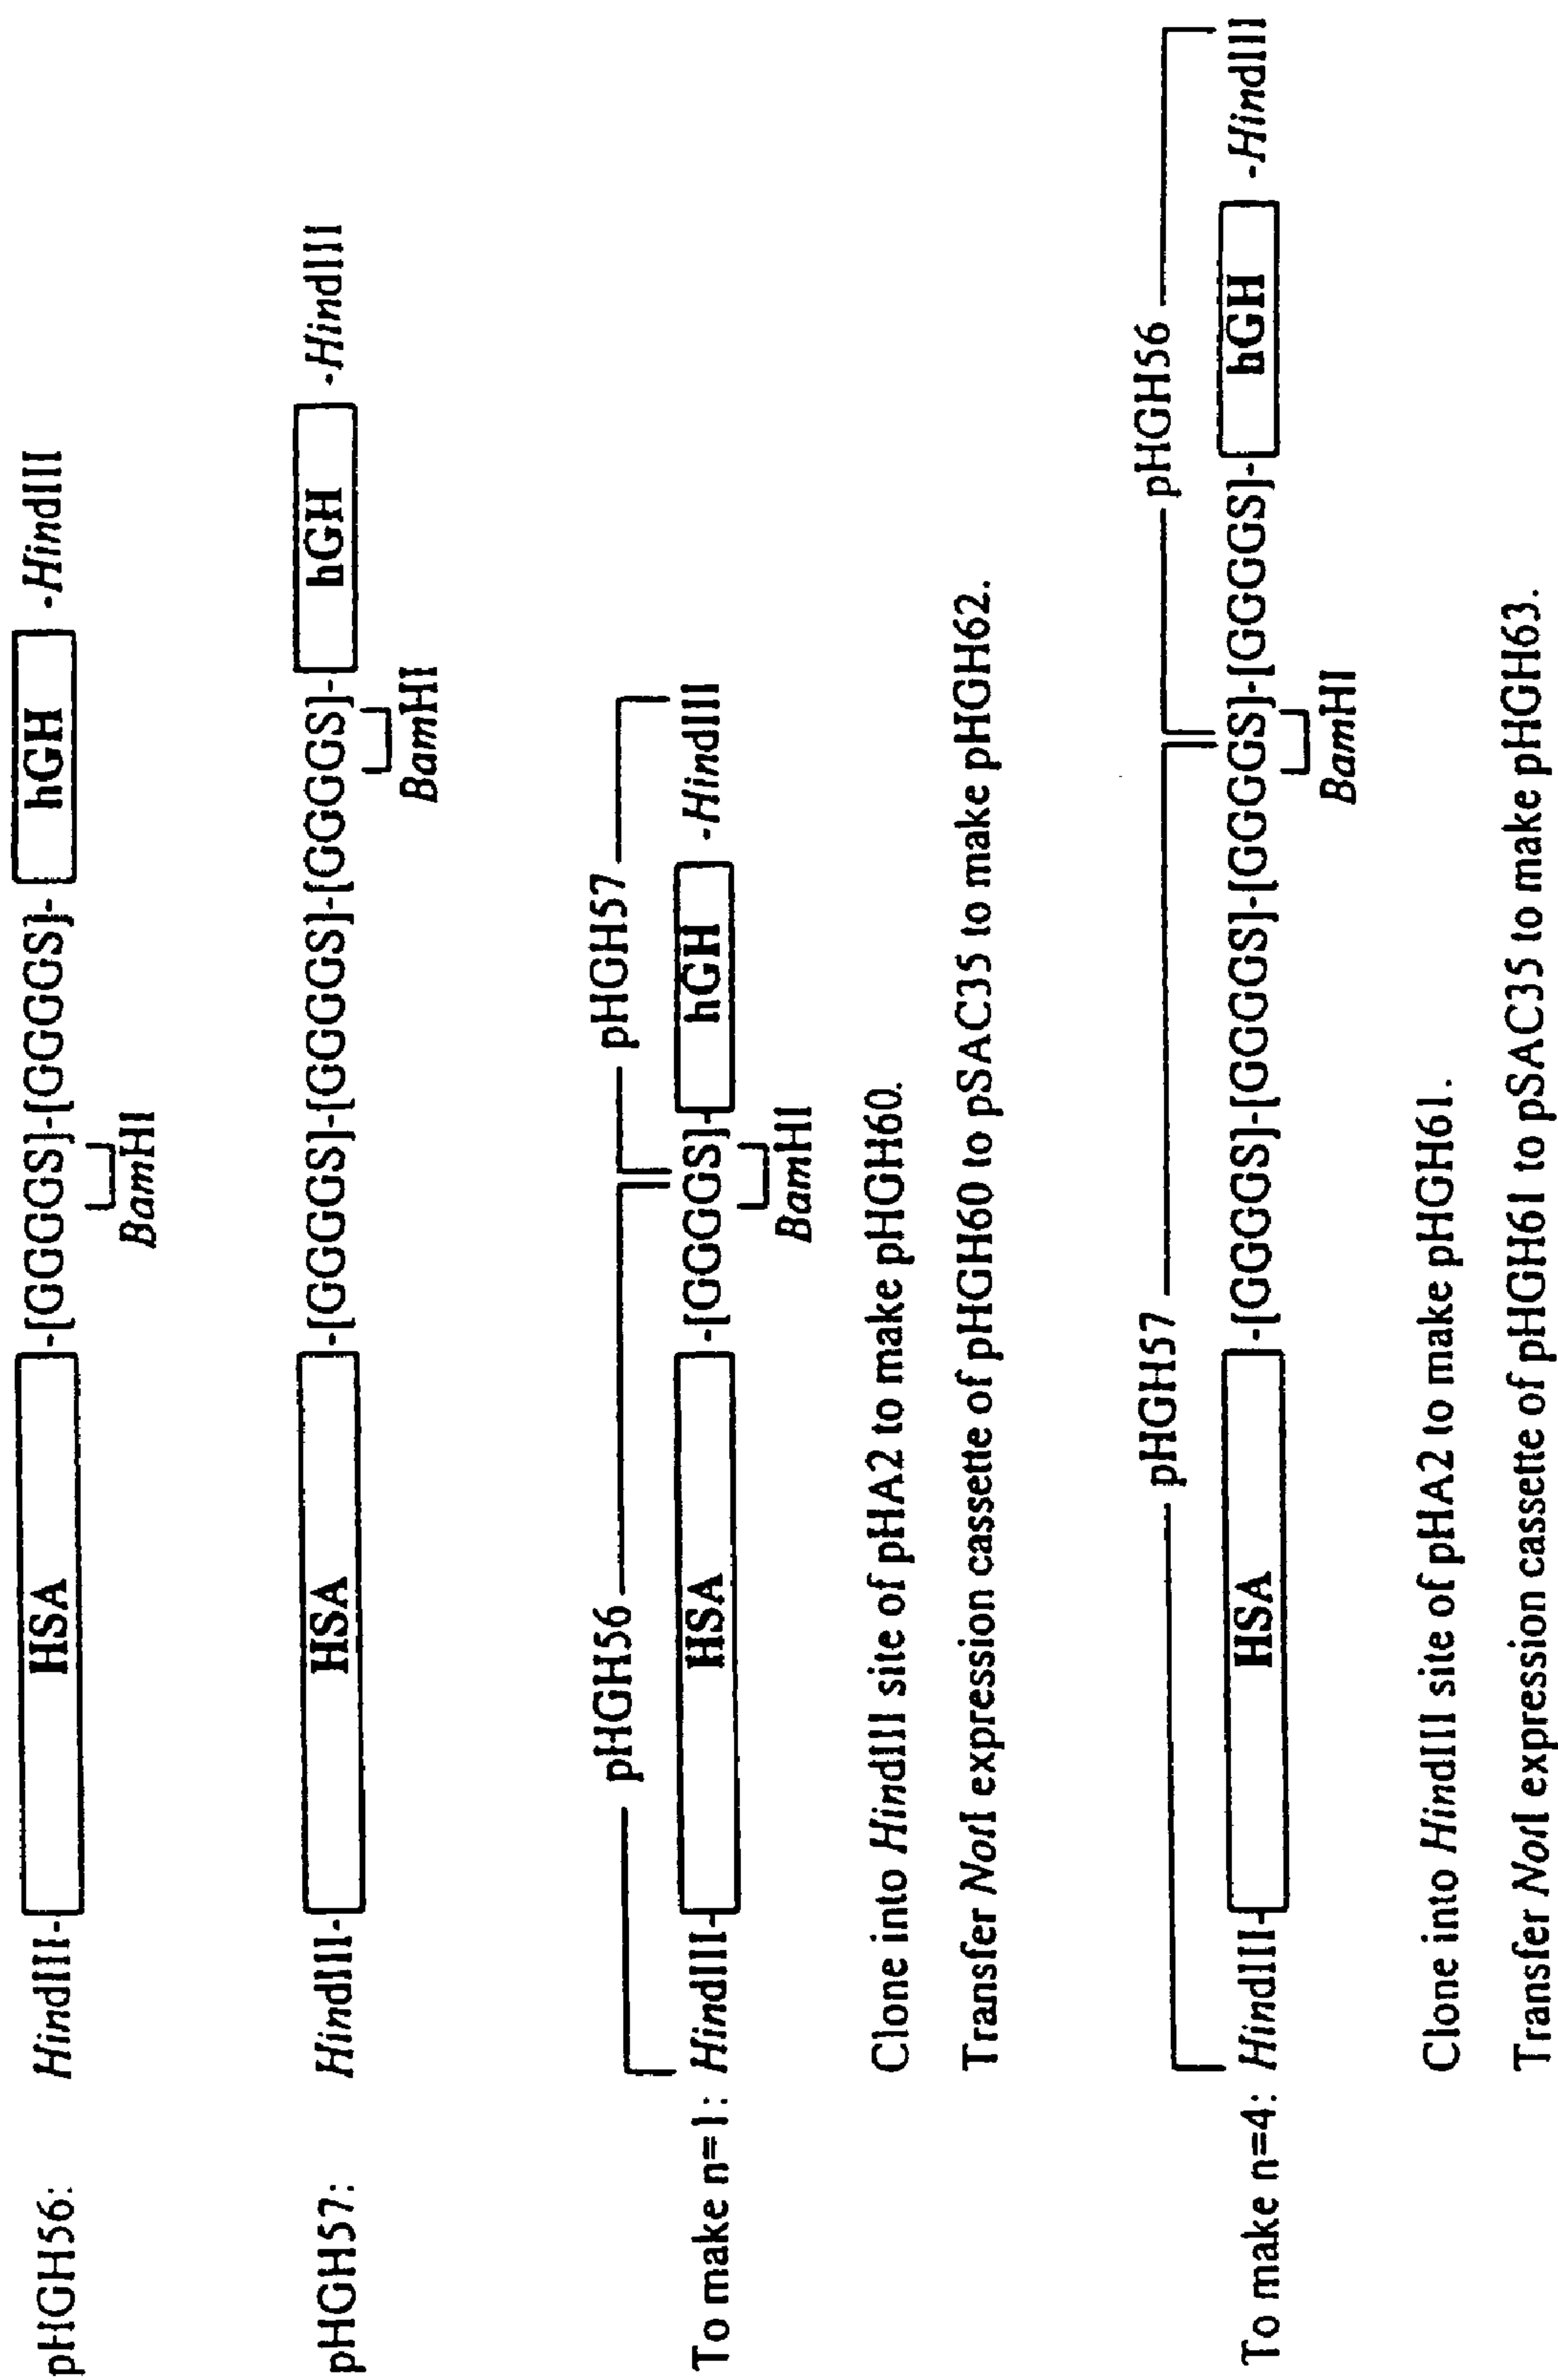 pHGH56: HindIII- HSA -[GGGGS]-[GGGGS]- hGH -HindIII
BamHI
pHGH57: HindIII- HSA -[GGGGS]-[GGGGS]-[GGGGS]- hGH -HindIII
BamHI
pHGH56 pHGH57
To make n=1: HindIII- HSA -[GGGGS]- hGH -HindIII
BamHI
Clone into HindIII site of pHA2 to make pHGH60.
Transfer NotI expression cassette of pHGH60 to pSAC35 to make pHGH62.
pHGH57 pHGH56
To make n=4: HindIII- HSA -[GGGGS]-[GGGGS]-[GGGGS]-[GGGGS]- hGH -HindIII
BamHI
Clone into HindIII site of pHA2 to make pHGH61.
Transfer NotI expression cassette of pHGH61 to pSAC35 to make pHGH63.